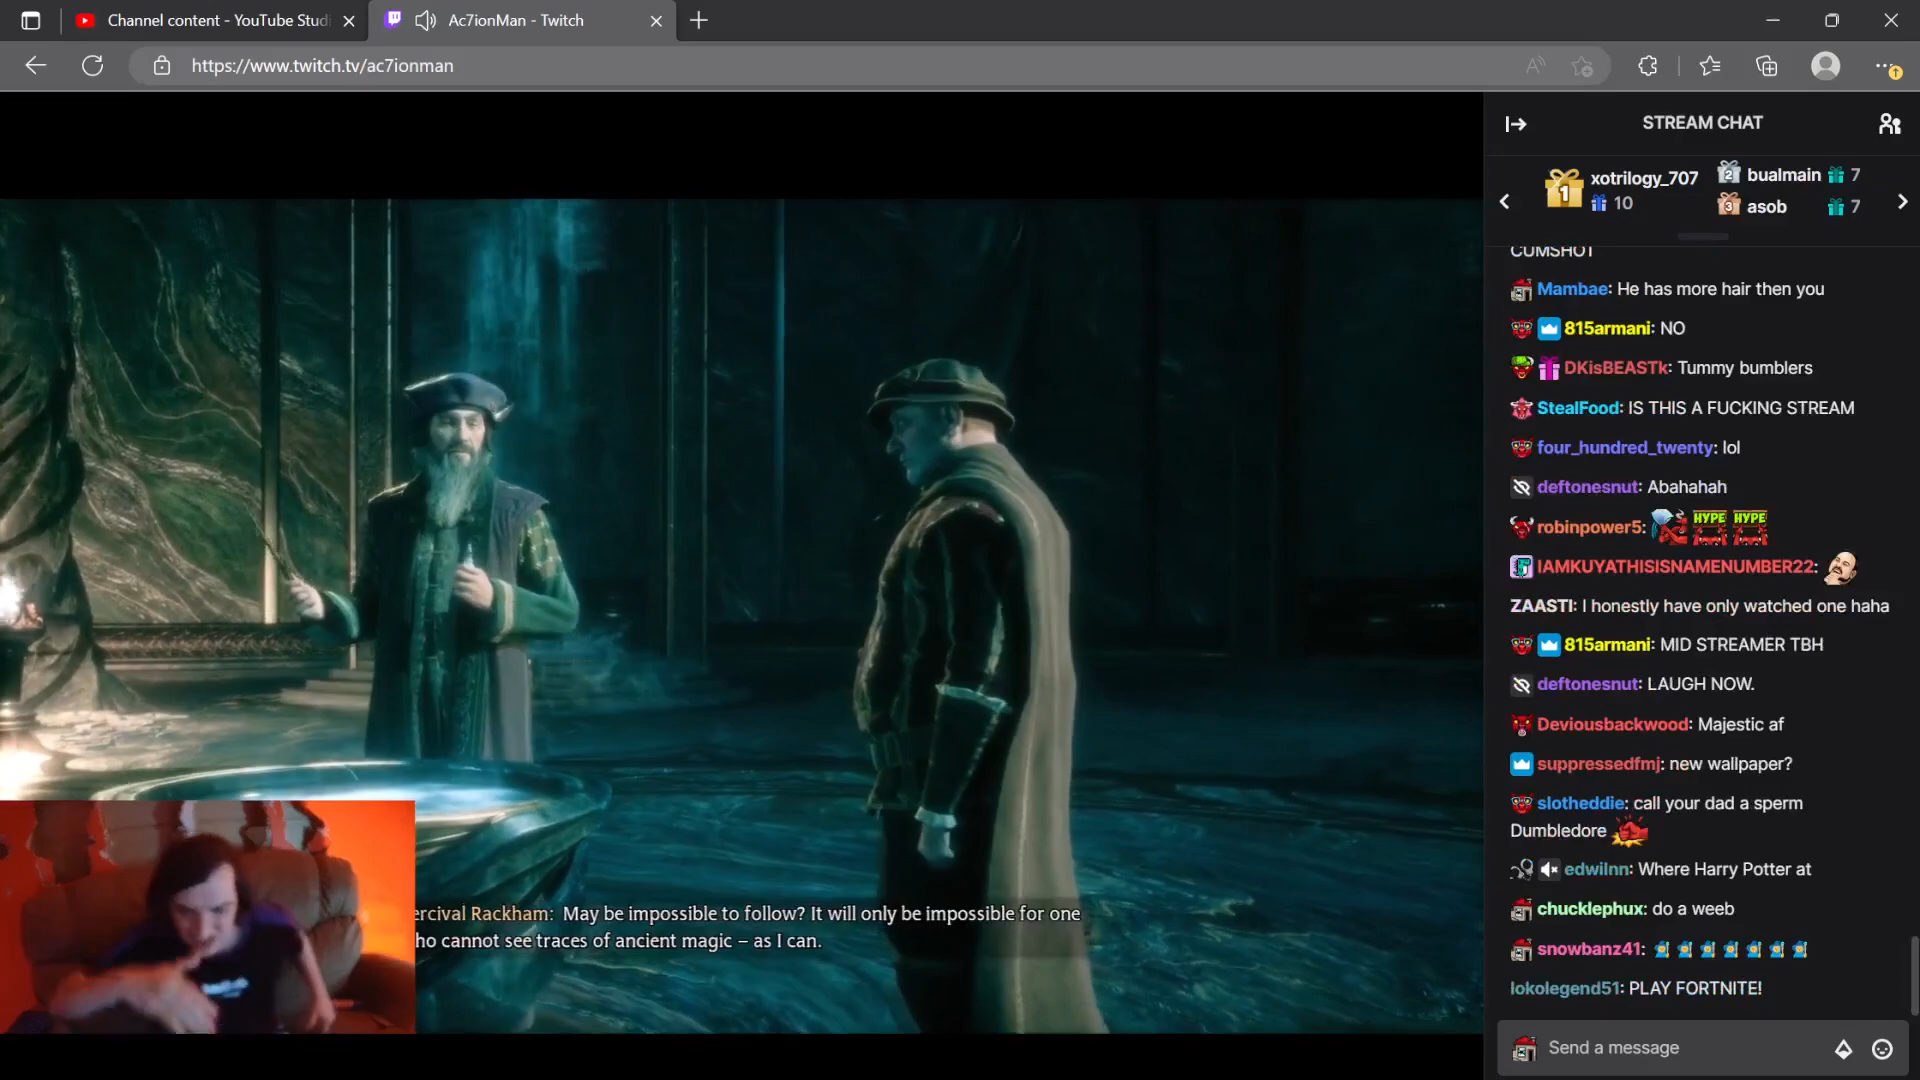 Channel content - YouTube Studi
Ac7ionMan - Twitch
https://www.twitch.tv/ac7ionman
STREAM CHAT
1 xotrilogy_707
10
2 bualmain 7
3 asob 7
CUMSHOT
Mambae: He has more hair then you
815armani: NO
DKisBEASTk: Tummy bumblers
StealFood: IS THIS A FUCKING STREAM
four_hundred_twenty: lol
deftonesnut: Abahahah
robinpower5: HYPE HYPE
IAMKUYATHISISNAMENUMBER22:
ZAASTI: I honestly have only watched one haha
815armani: MID STREAMER TBH
deftonesnut: LAUGH NOW.
Deviousbackwood: Majestic af
suppressedfmj: new wallpaper?
slotheddie: call your dad a sperm
Dumbledore
edwilnn: Where Harry Potter at
chucklephux: do a weeb
snowbanz41:
lokolegend51: PLAY FORTNITE!
Send a message
ercival Rackham: May be impossible to follow? It will only be impossible for one
ho cannot see traces of ancient magic – as I can.